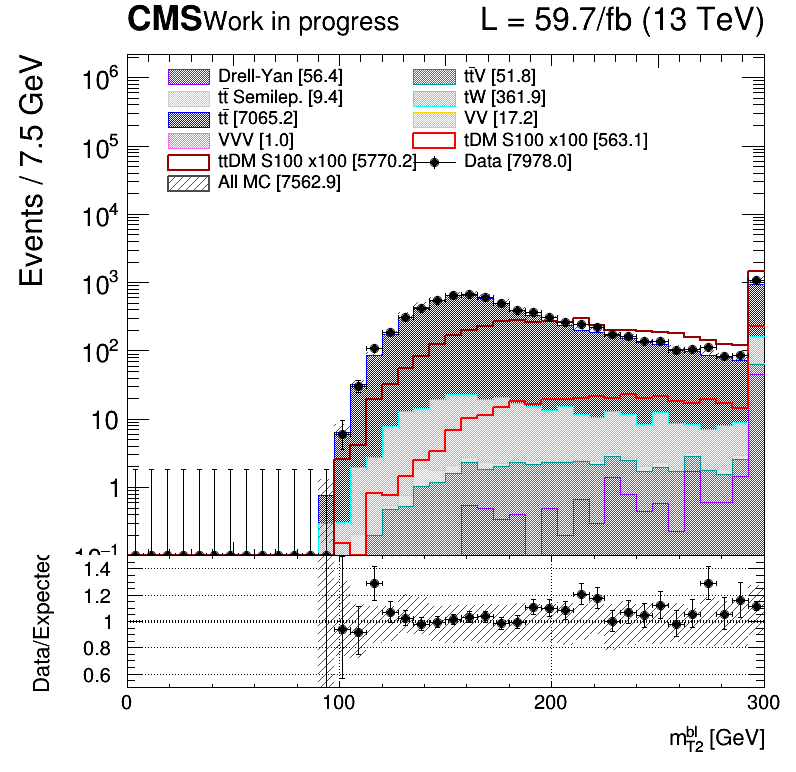 CMS Work in progress L = 59.7/fb (13 TeV)
Events / 7.5 GeV
10⁶
10⁵
10⁴
10³
10²
10
1
10⁻¹
Drell-Yan [56.4] tt̄V [51.8]
tt̄ Semilep. [9.4] tW [361.9]
tt̄ [7065.2] VV [17.2]
VVV [1.0] tDM S100 x100 [563.1]
ttDM S100 x100 [5770.2] Data [7978.0]
All MC [7562.9]
Data/Expected
1.4
1.2
1
0.8
0.6
0 100 200 300
m_{T2}^{bl} [GeV]